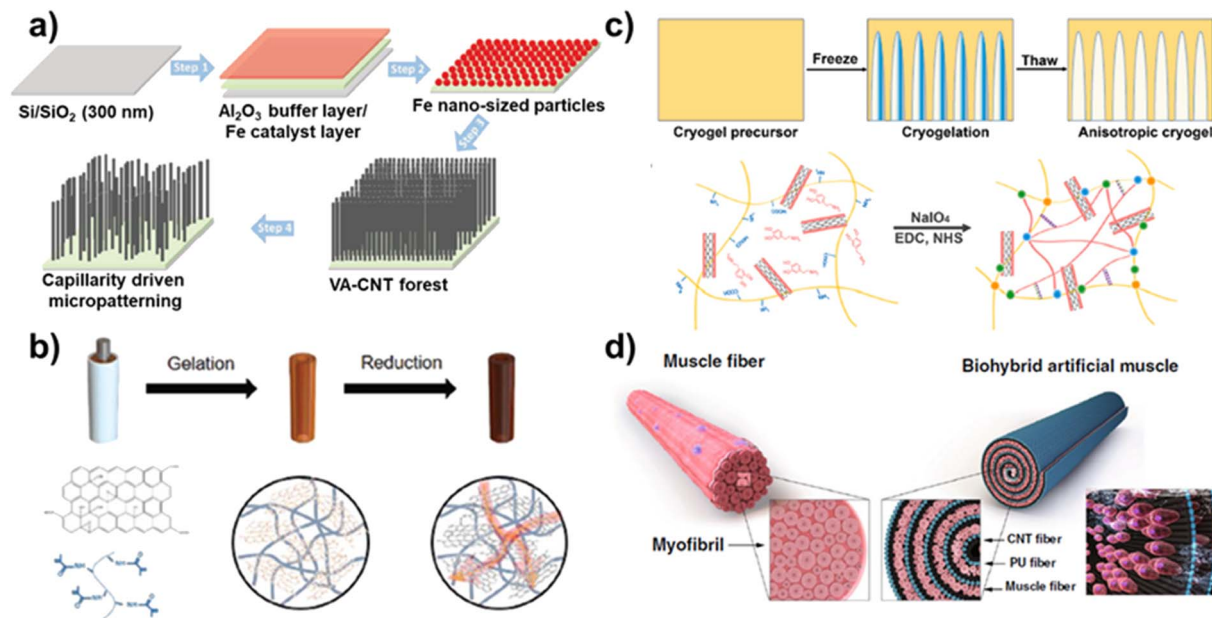 a)
Step 1
Step 2
Si/SiO₂ (300 nm)
Al₂O₃ buffer layer/
Fe catalyst layer
Fe nano-sized particles
Step 3
Step 4
Capillarity driven
micropatterning
VA-CNT forest
b)
Gelation
Reduction
c)
Freeze
Thaw
Cryogel precursor
Cryogelation
Anisotropic cryogel
NaIO₄
EDC, NHS
d)
Muscle fiber
Biohybrid artificial muscle
Myofibril
CNT fiber
PU fiber
Muscle fiber